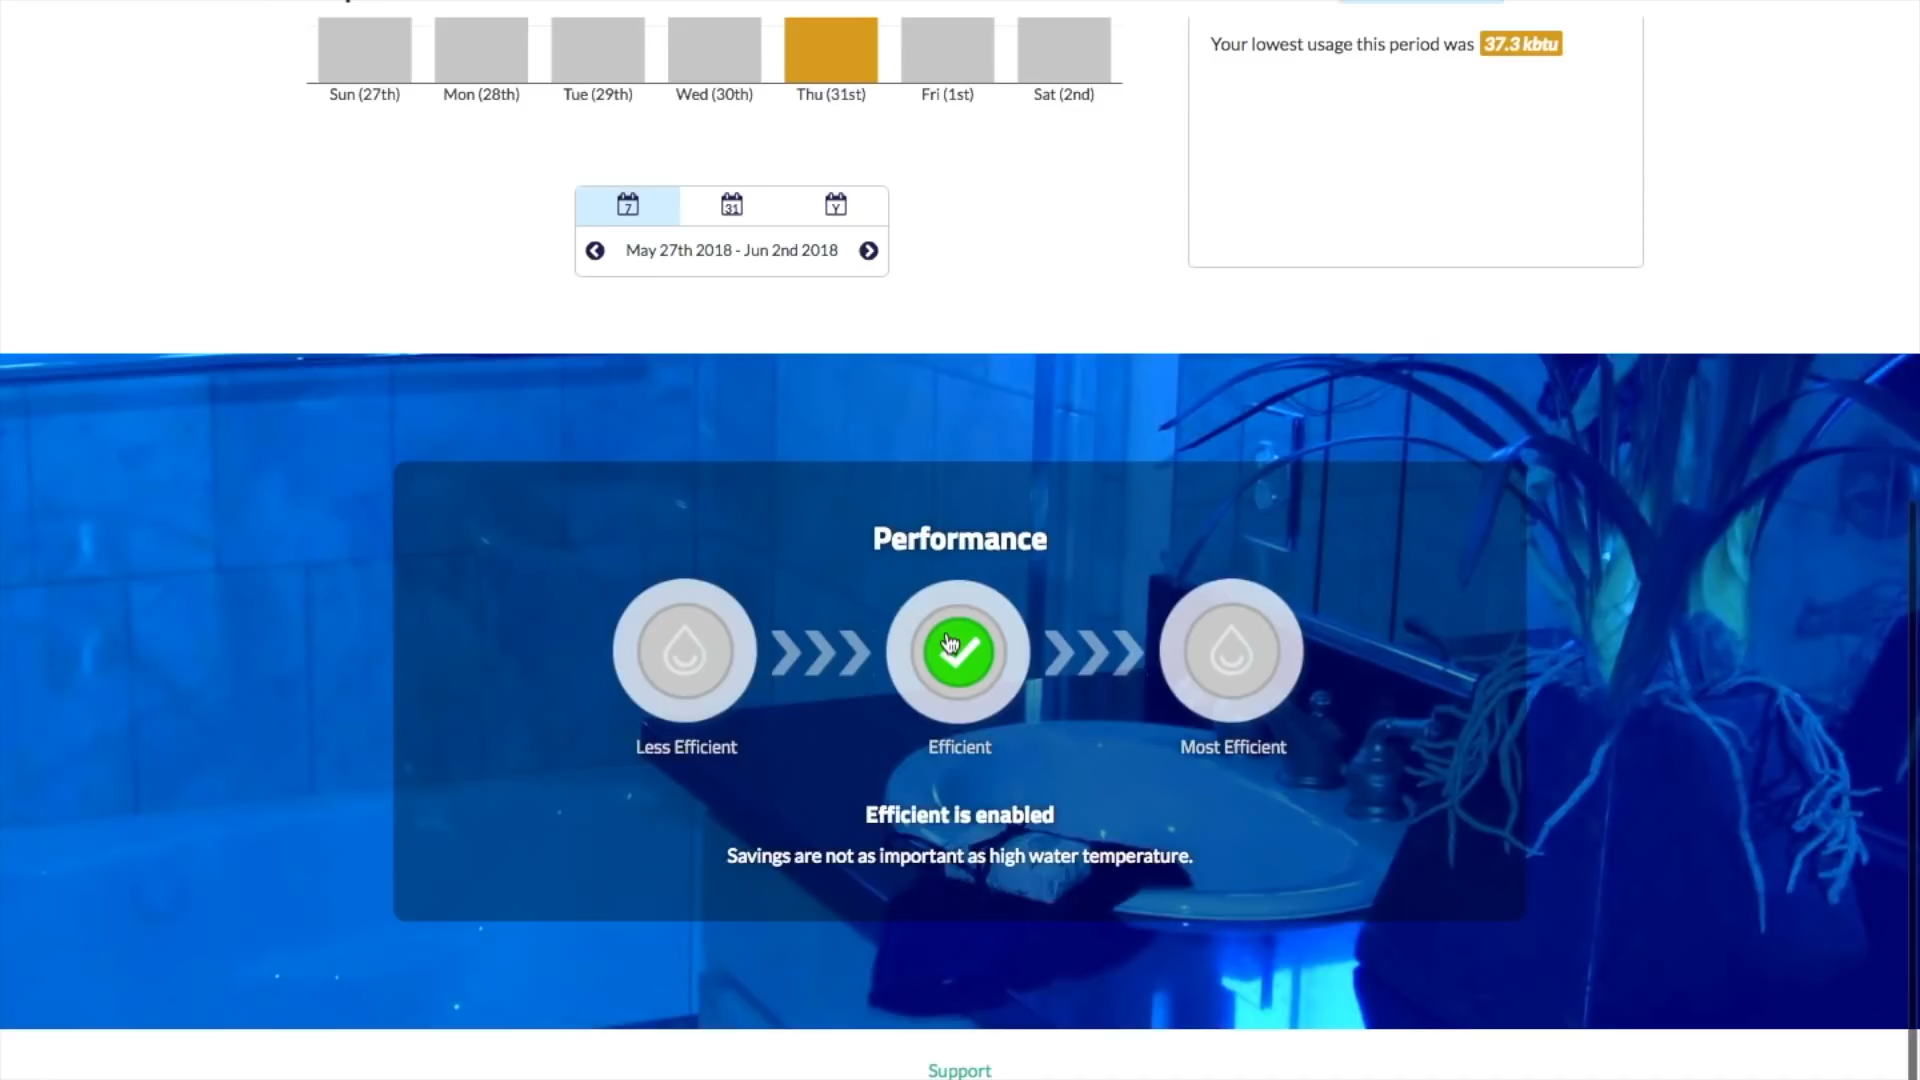 Your lowest usage this period was 37.3 kbtu
Sun (27th) Mon (28th) Tue (29th) Wed (30th) Thu (31st) Fri (1st) Sat (2nd)
7 31 Y
May 27th 2018 - Jun 2nd 2018
Performance
Less Efficient Efficient Most Efficient
Efficient is enabled
Savings are not as important as high water temperature.
Support